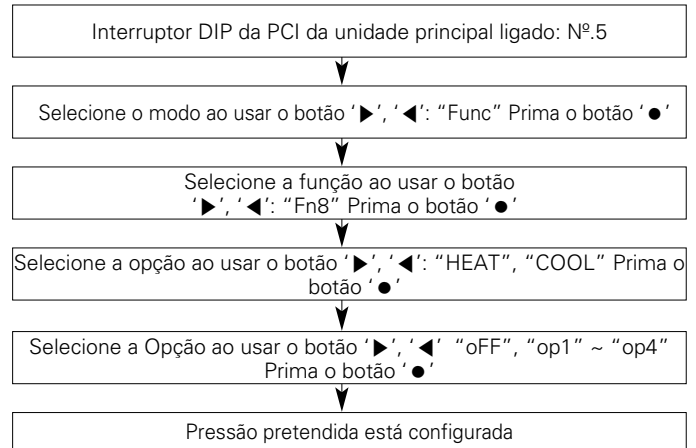 Interruptor DIP da PCI da unidade principal ligado: Nº.5
Selecione o modo ao usar o botão ‘▶’, ‘◀’: “Func” Prima o botão ‘●’
Selecione a função ao usar o botão
‘▶’, ‘◀’: “Fn8” Prima o botão ‘●’
Selecione a opção ao usar o botão ‘▶’, ‘◀’: “HEAT”, “COOL” Prima o
botão ‘●’
Selecione a Opção ao usar o botão ‘▶’, ‘◀’ “oFF”, “op1” ~ “op4”
Prima o botão ‘●’
Pressão pretendida está configurada